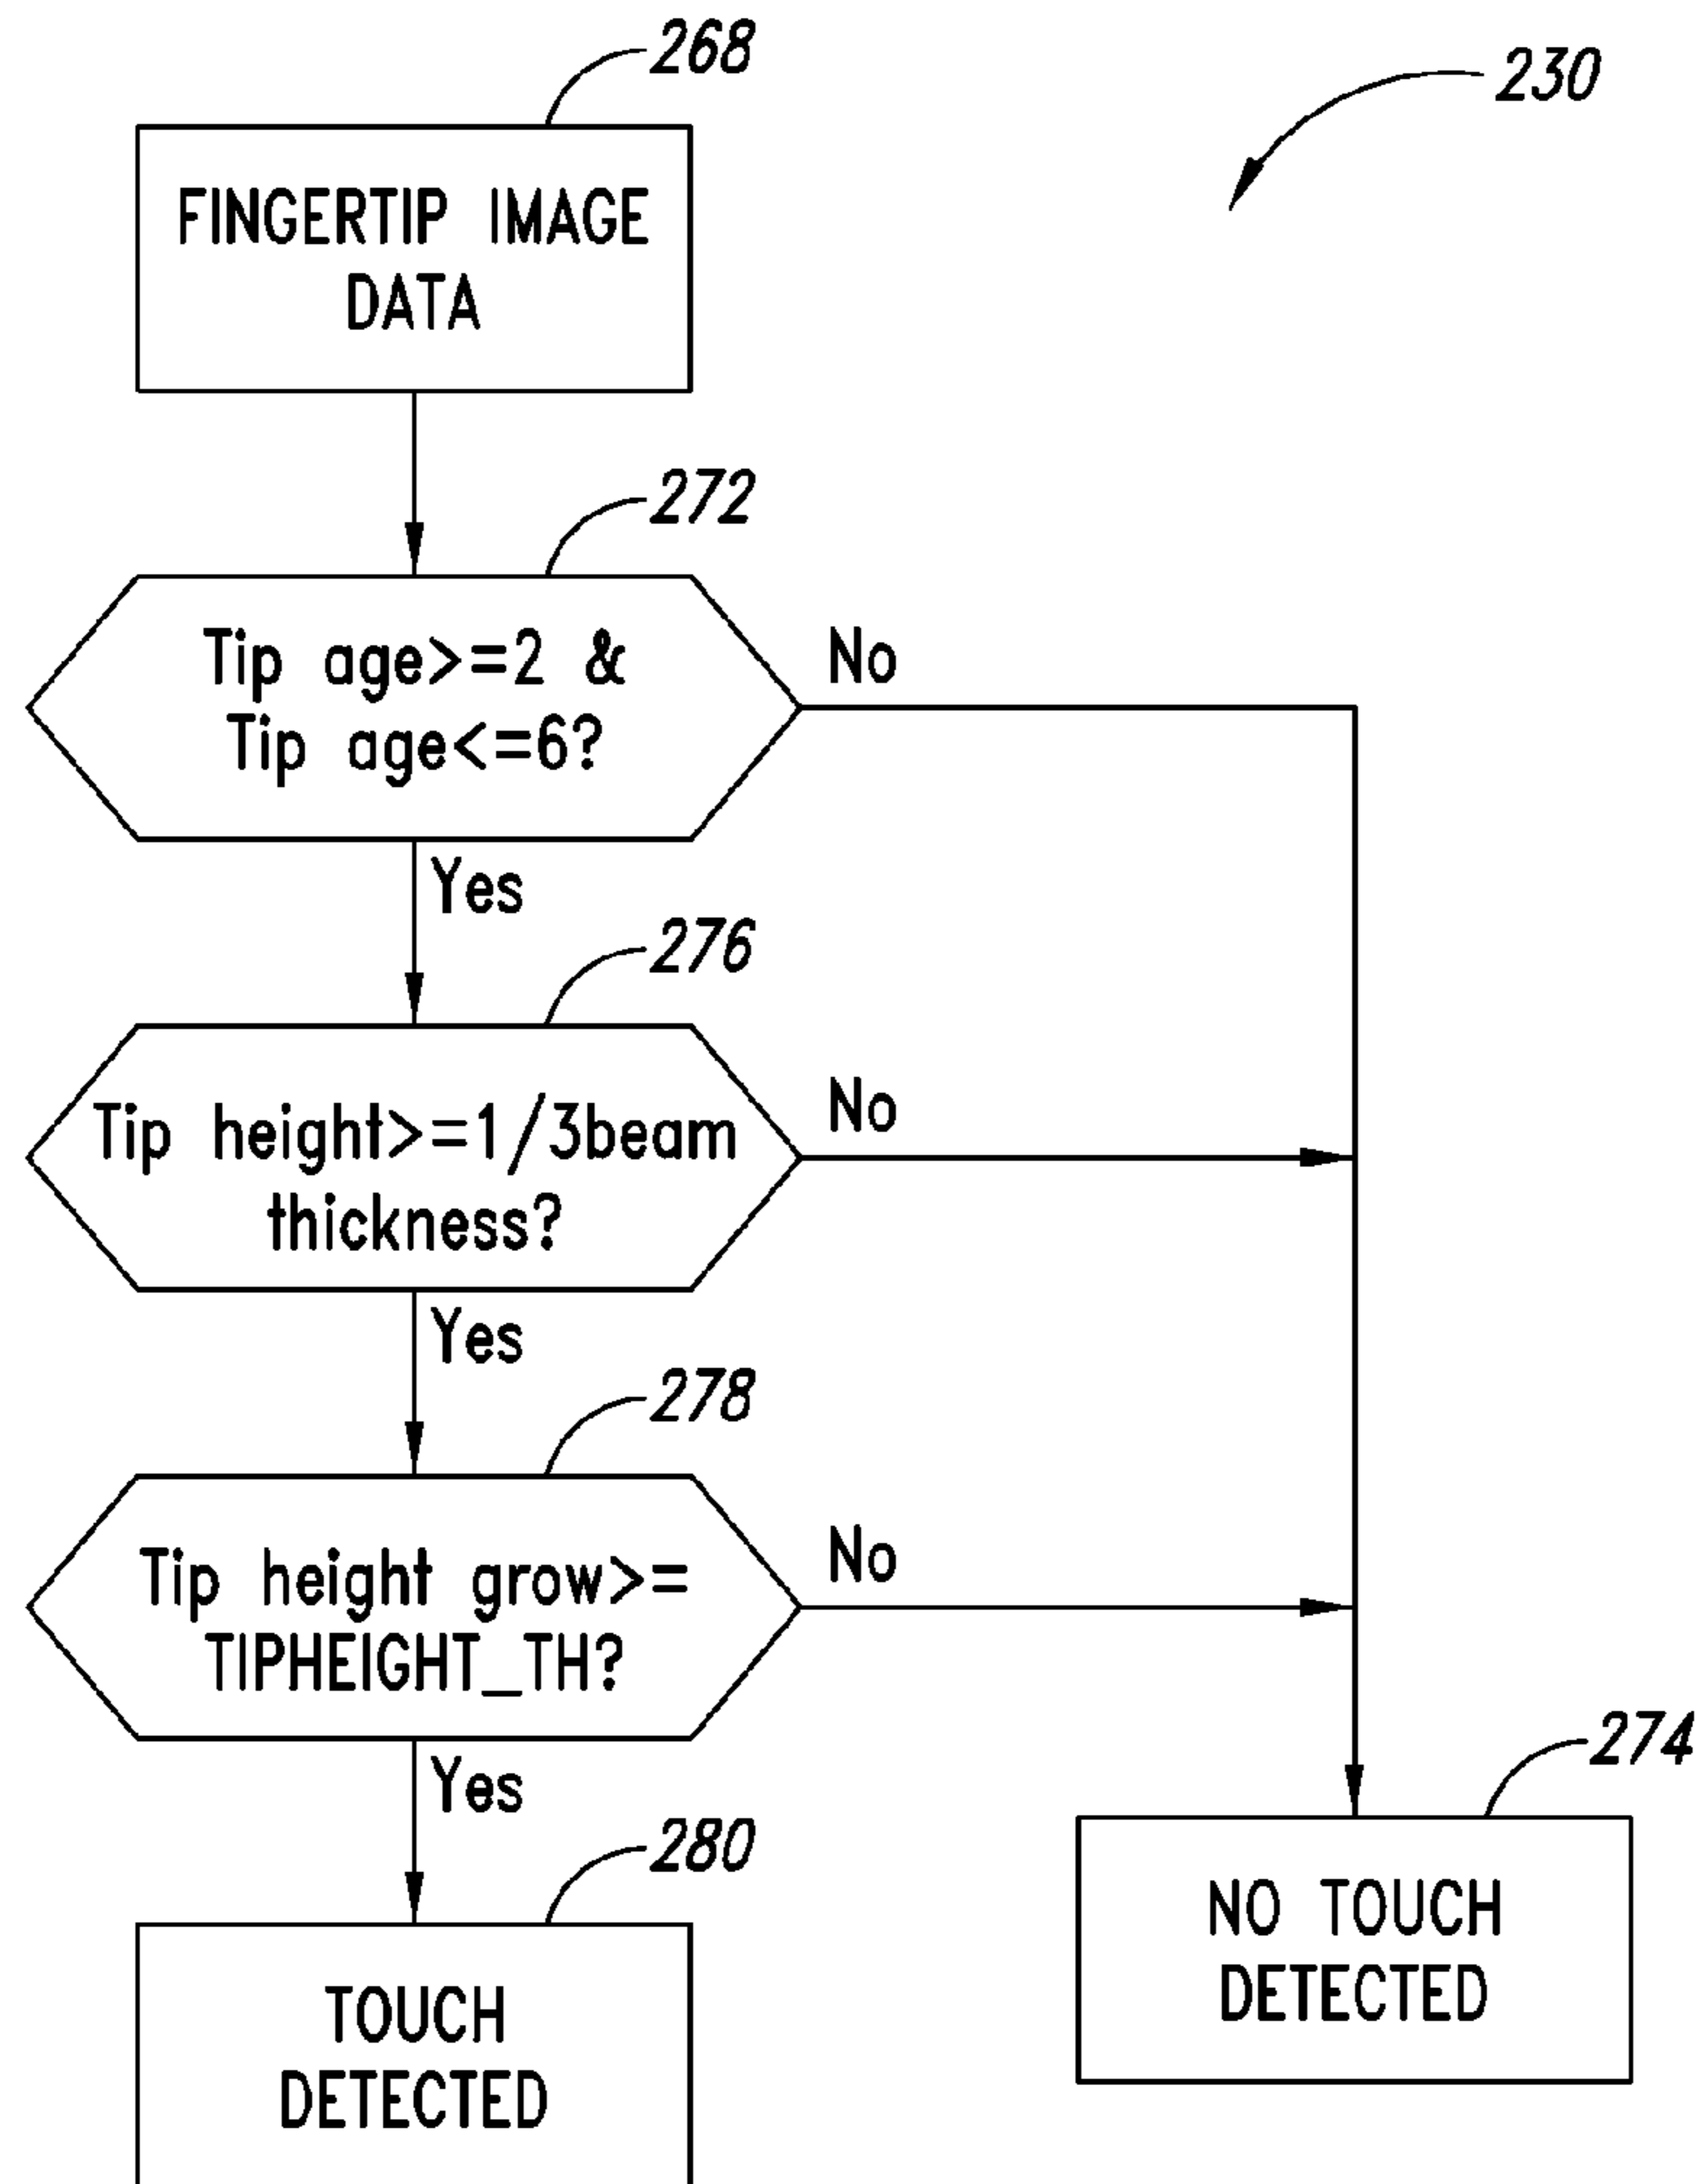 268
230
FINGERTIP IMAGE
DATA
272
Tip age>=2 &
Tip age<=6?
No
Yes
276
Tip height>=1/3beam
thickness?
No
Yes
278
Tip height grow>=
TIPHEIGHT_TH?
No
Yes
274
280
NO TOUCH
DETECTED
TOUCH
DETECTED